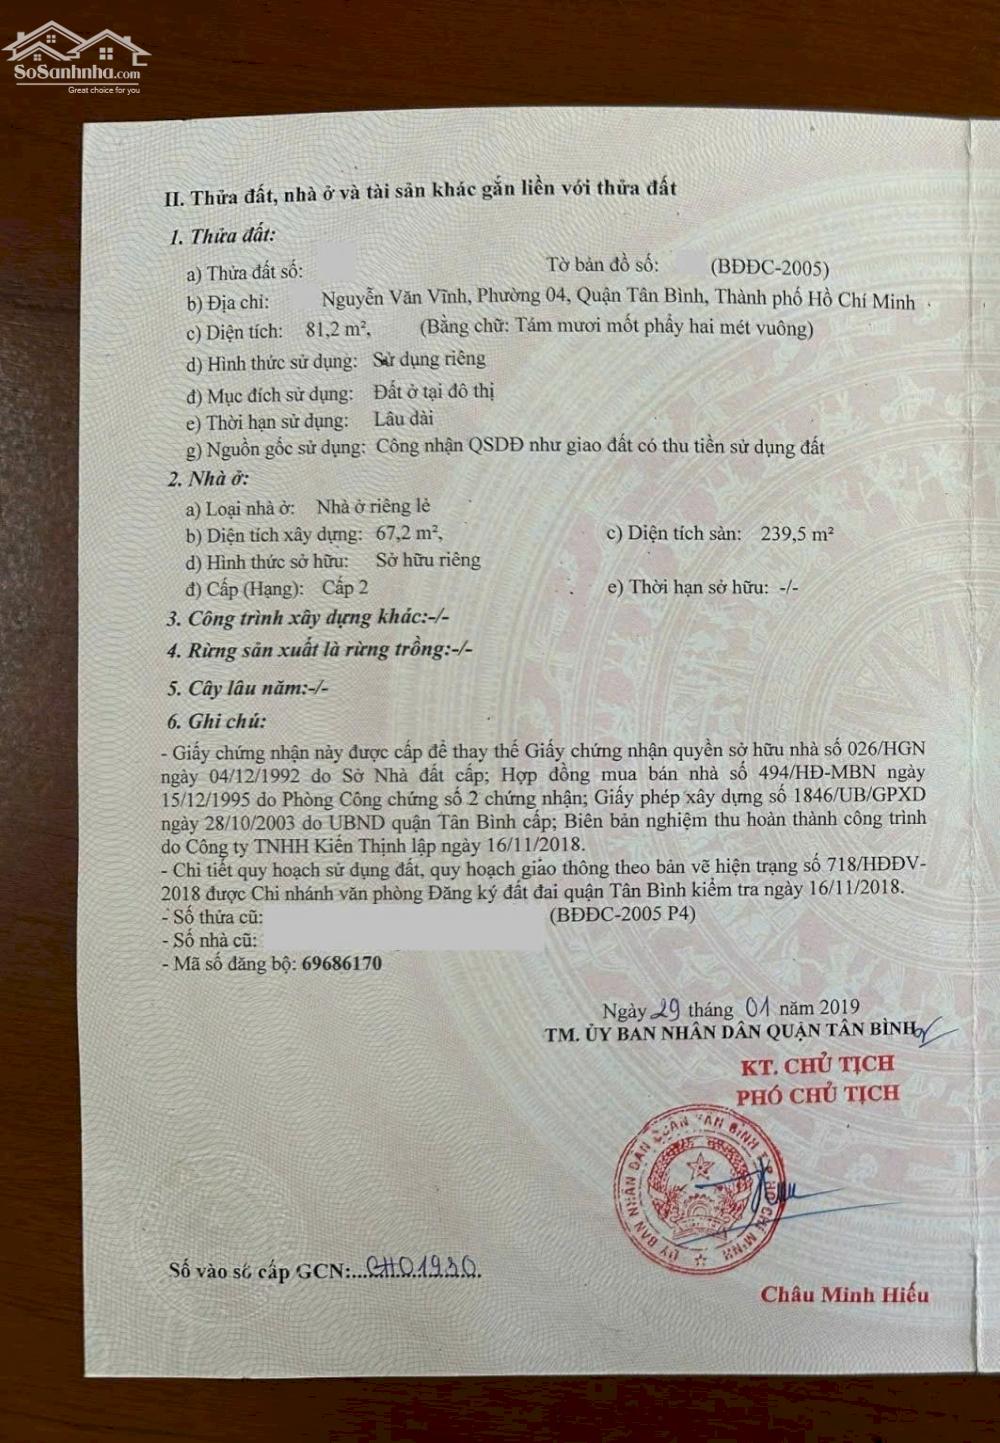 SoSanhnha.com
Great choice for you
II. Thửa đất, nhà ở và tài sản khác gắn liền với thửa đất
1. Thửa đất:
a) Thửa đất số: Tờ bản đồ số: (BĐĐC-2005)
b) Địa chỉ: Nguyễn Văn Vĩnh, Phường 04, Quận Tân Bình, Thành phố Hồ Chí Minh
c) Diện tích: 81,2 m², (Bằng chữ: Tám mươi mốt phẩy hai mét vuông)
d) Hình thức sử dụng: Sử dụng riêng
đ) Mục đích sử dụng: Đất ở tại đô thị
e) Thời hạn sử dụng: Lâu dài
g) Nguồn gốc sử dụng: Công nhận QSDĐ như giao đất có thu tiền sử dụng đất
2. Nhà ở:
a) Loại nhà ở: Nhà ở riêng lẻ
b) Diện tích xây dựng: 67,2 m², c) Diện tích sàn: 239,5 m²
d) Hình thức sở hữu: Sở hữu riêng
đ) Cấp (Hạng): Cấp 2 e) Thời hạn sở hữu: -/-
3. Công trình xây dựng khác:-/-
4. Rừng sản xuất là rừng trồng:-/-
5. Cây lâu năm:-/-
6. Ghi chú:
- Giấy chứng nhận này được cấp để thay thế Giấy chứng nhận quyền sở hữu nhà số 026/HGN
ngày 04/12/1992 do Sở Nhà đất cấp; Hợp đồng mua bán nhà số 494/HĐ-MBN ngày
15/12/1995 do Phòng Công chứng số 2 chứng nhận; Giấy phép xây dựng số 1846/UB/GPXD
ngày 28/10/2003 do UBND quận Tân Bình cấp; Biên bản nghiệm thu hoàn thành công trình
do Công ty TNHH Kiến Thịnh lập ngày 16/11/2018.
- Chi tiết quy hoạch sử dụng đất, quy hoạch giao thông theo bản vẽ hiện trạng số 718/HĐĐV-
2018 được Chi nhánh văn phòng Đăng ký đất đai quận Tân Bình kiểm tra ngày 16/11/2018.
- Số thửa cũ: (BĐĐC-2005 P4)
- Số nhà cũ:
- Mã số đăng bộ: 69686170
Ngày 29 tháng 01 năm 2019
TM. ỦY BAN NHÂN DÂN QUẬN TÂN BÌNH
KT. CHỦ TỊCH
PHÓ CHỦ TỊCH
ỦY BAN NHÂN DÂN QUẬN TÂN BÌNH T.P HỒ CHÍ MINH
Số vào sổ cấp GCN:...CH01930.
Châu Minh Hiếu